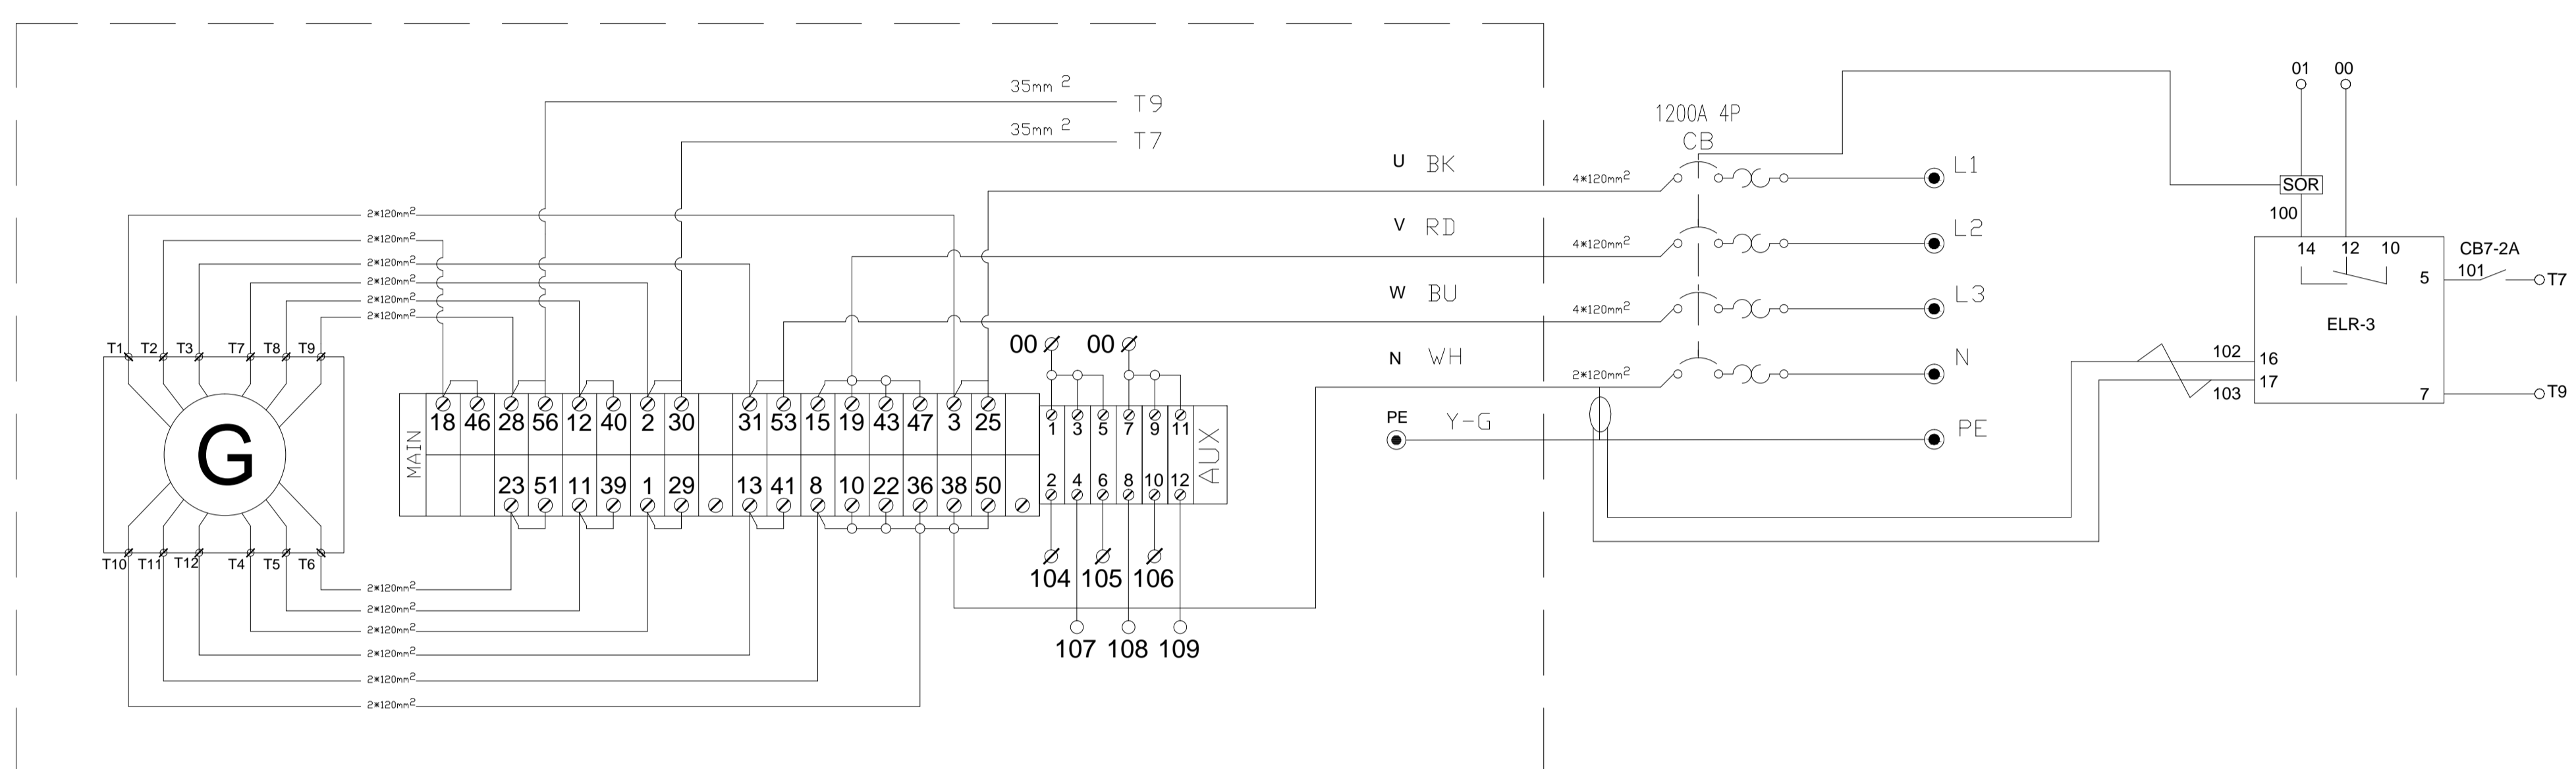 01 00
35mm 2
T9
35mm 2
T7
1200A 4P
CB
U BK
4*120mm2
L1
SOR
100
2*120mm2
V RD
4*120mm2
L2
2*120mm2
14 12 10
CB7-2A
2*120mm2
101
5
T7
2*120mm2
W BU
4*120mm2
L3
2*120mm2
2*120mm2
ELR-3
T1 T2 T3 T7 T8 T9
00 00
N WH
2*120mm2
N
102 16
17
103
7
T9
G
MAIN
18 46 28 56 12 40 2 30 31 53 15 19 43 47 3 25
1 3 5 7 9 11
AUX
PE Y-G
PE
23 51 11 39 1 29 13 41 8 10 22 36 38 50
2 4 6 8 10 12
T10 T11 T12 T4 T5 T6
104 105 106
2*120mm2
2*120mm2
2*120mm2
107 108 109
2*120mm2
2*120mm2
2*120mm2